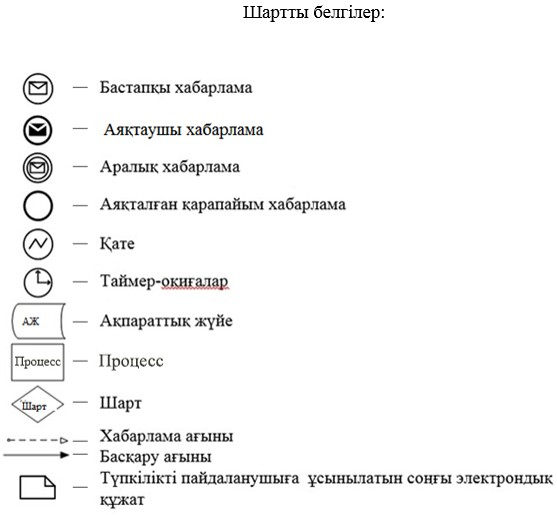 Шартты белгілер:
— Бастапқы хабарлама
— Аяқтаушы хабарлама
— Аралық хабарлама
— Аяқталған қарапайым хабарлама
— Қате
— Таймер-оқиғалар
АЖ — Ақпараттық жүйе
Процесс — Процесс
Шарт — Шарт
— Хабарлама ағыны
— Басқару ағыны
— Түпкілікті пайдаланушыға ұсынылатын соңғы электрондық
құжат